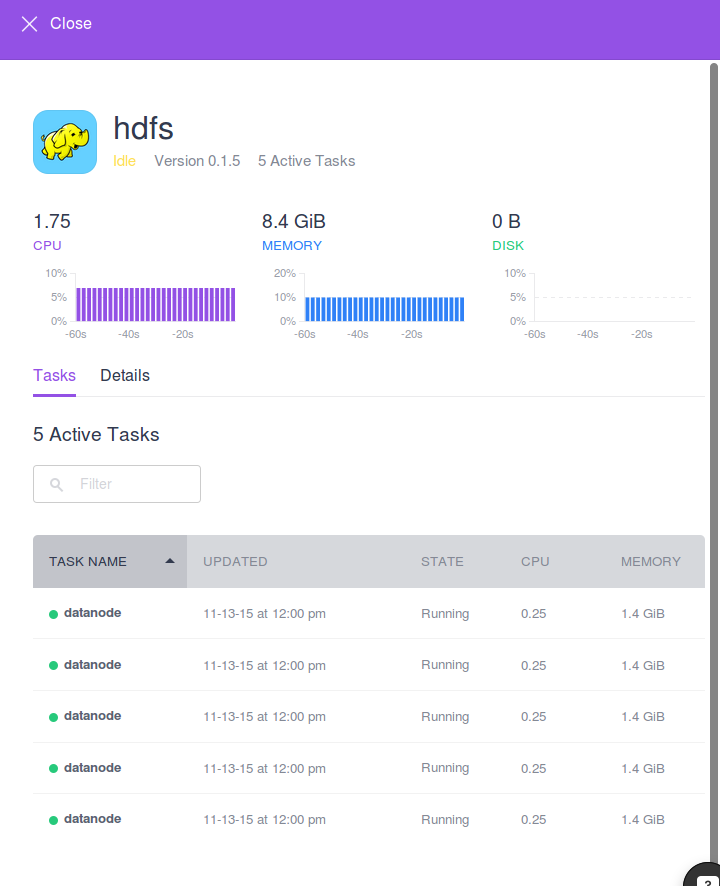 Close
hdfs
Idle Version 0.1.5 5 Active Tasks
1.75 8.4 GiB 0 B
CPU MEMORY DISK
10% 20% 10%
5% 10% 5%
0% 0% 0%
-60s -40s -20s -60s -40s -20s -60s -40s -20s
Tasks Details
5 Active Tasks
Filter
TASK NAME UPDATED STATE CPU MEMORY
datanode 11-13-15 at 12:00 pm Running 0.25 1.4 GiB
datanode 11-13-15 at 12:00 pm Running 0.25 1.4 GiB
datanode 11-13-15 at 12:00 pm Running 0.25 1.4 GiB
datanode 11-13-15 at 12:00 pm Running 0.25 1.4 GiB
datanode 11-13-15 at 12:00 pm Running 0.25 1.4 GiB
?